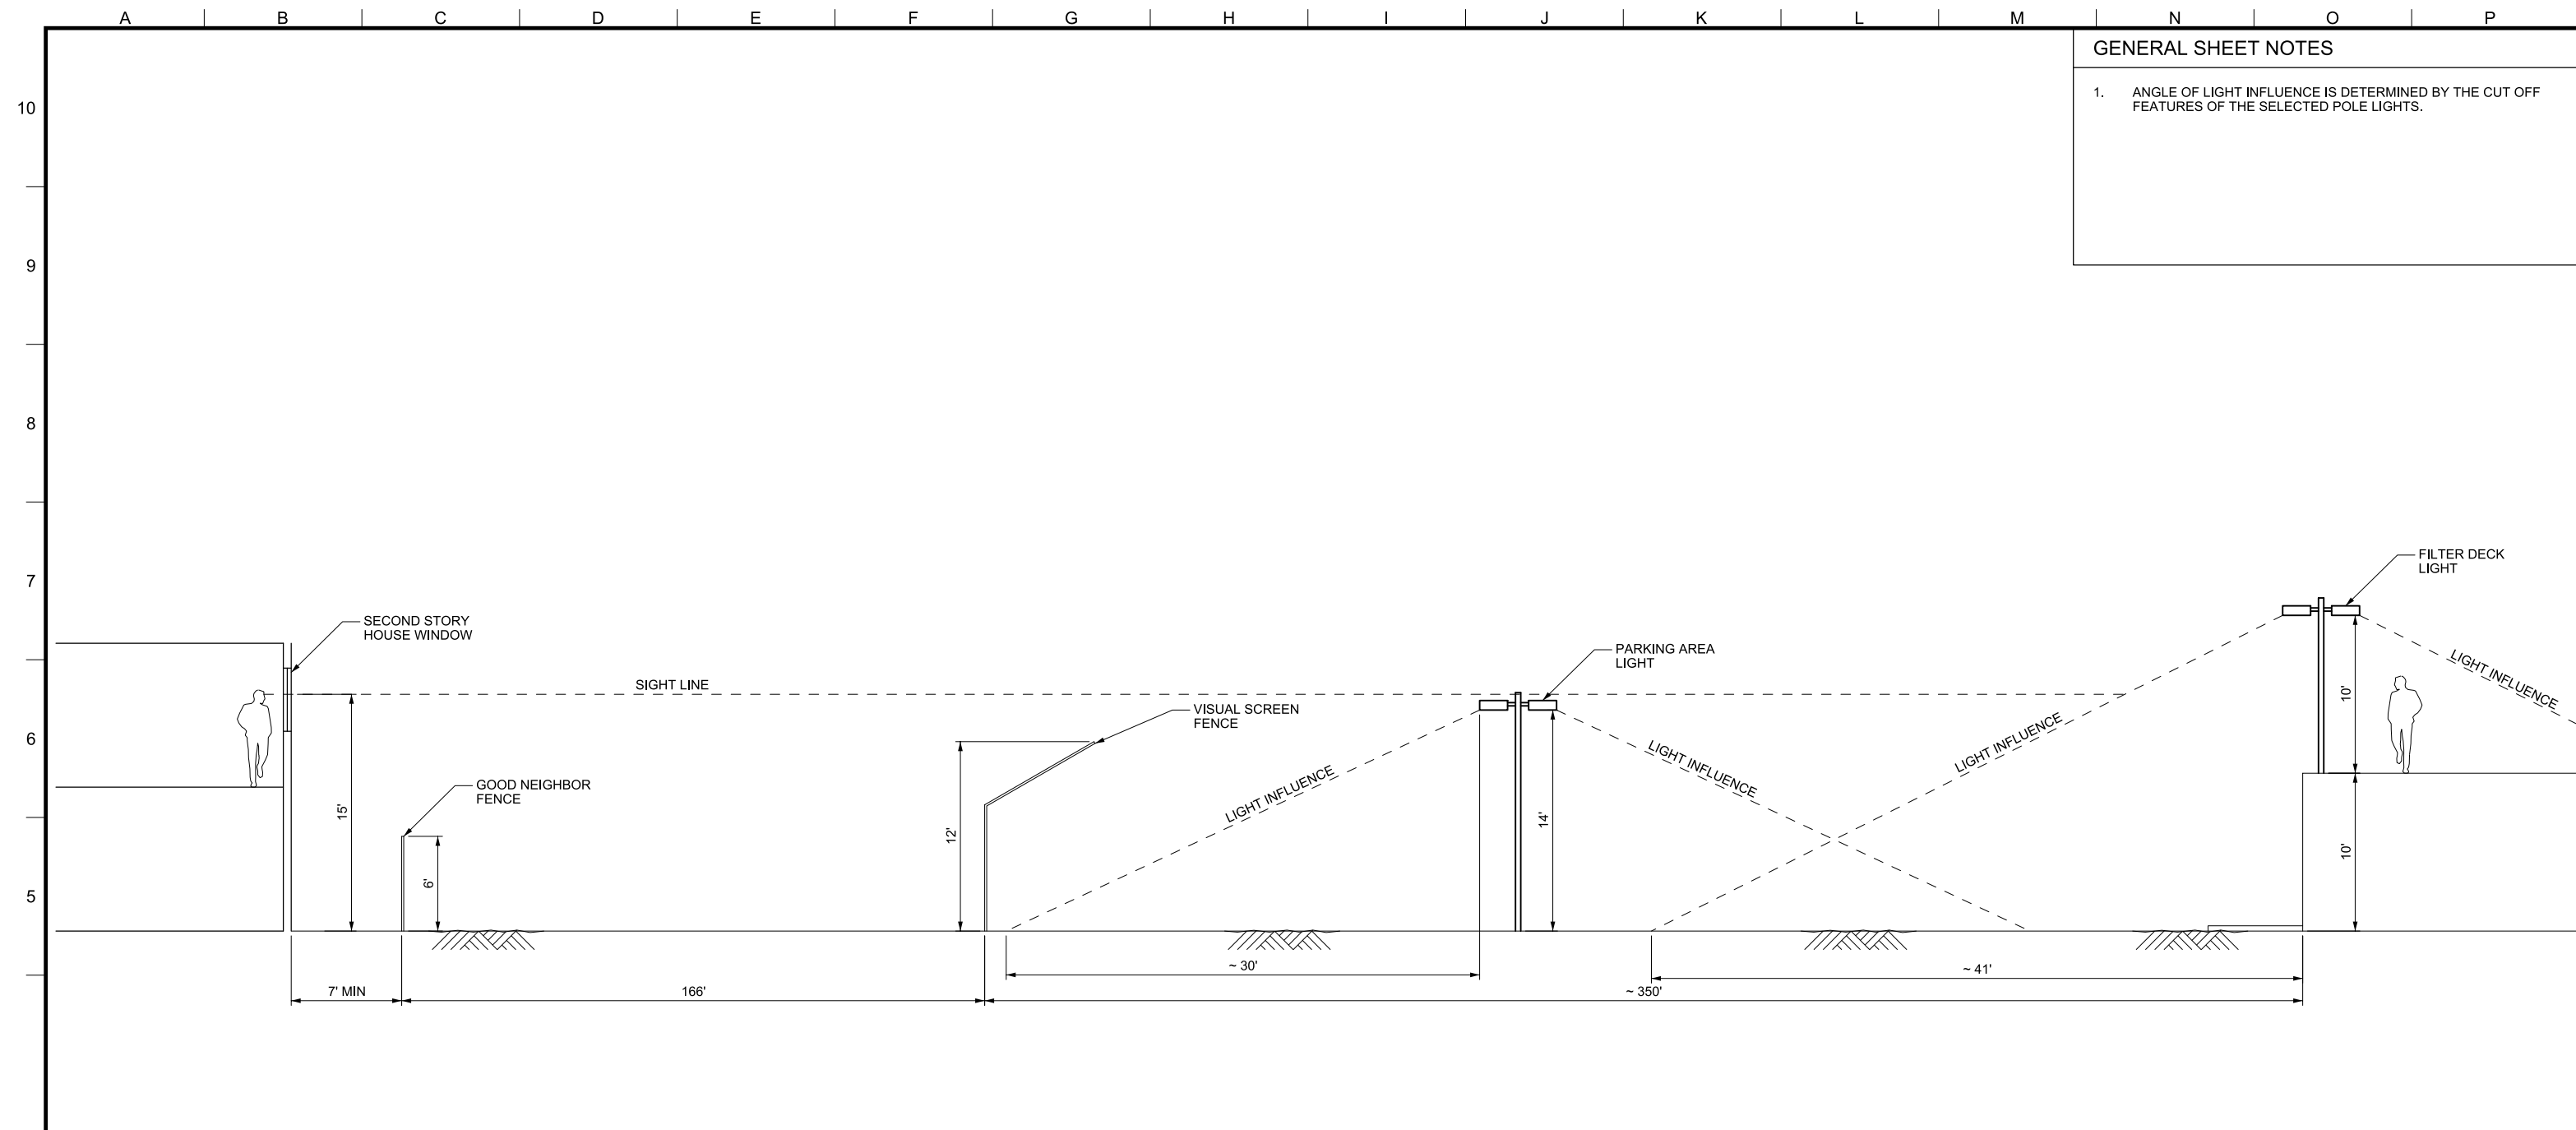 A B C D E F G H I J K L M N O P
GENERAL SHEET NOTES
1. ANGLE OF LIGHT INFLUENCE IS DETERMINED BY THE CUT OFF
FEATURES OF THE SELECTED POLE LIGHTS.
10
9
8
7
6
5
FILTER DECK
LIGHT
SECOND STORY
HOUSE WINDOW
PARKING AREA
LIGHT
SIGHT LINE
VISUAL SCREEN
FENCE
GOOD NEIGHBOR
FENCE
LIGHT INFLUENCE
LIGHT INFLUENCE
LIGHT INFLUENCE
LIGHT INFLUENCE
15'
6'
12'
14'
10'
10'
~ 30'
~ 41'
7' MIN
166'
~ 350'